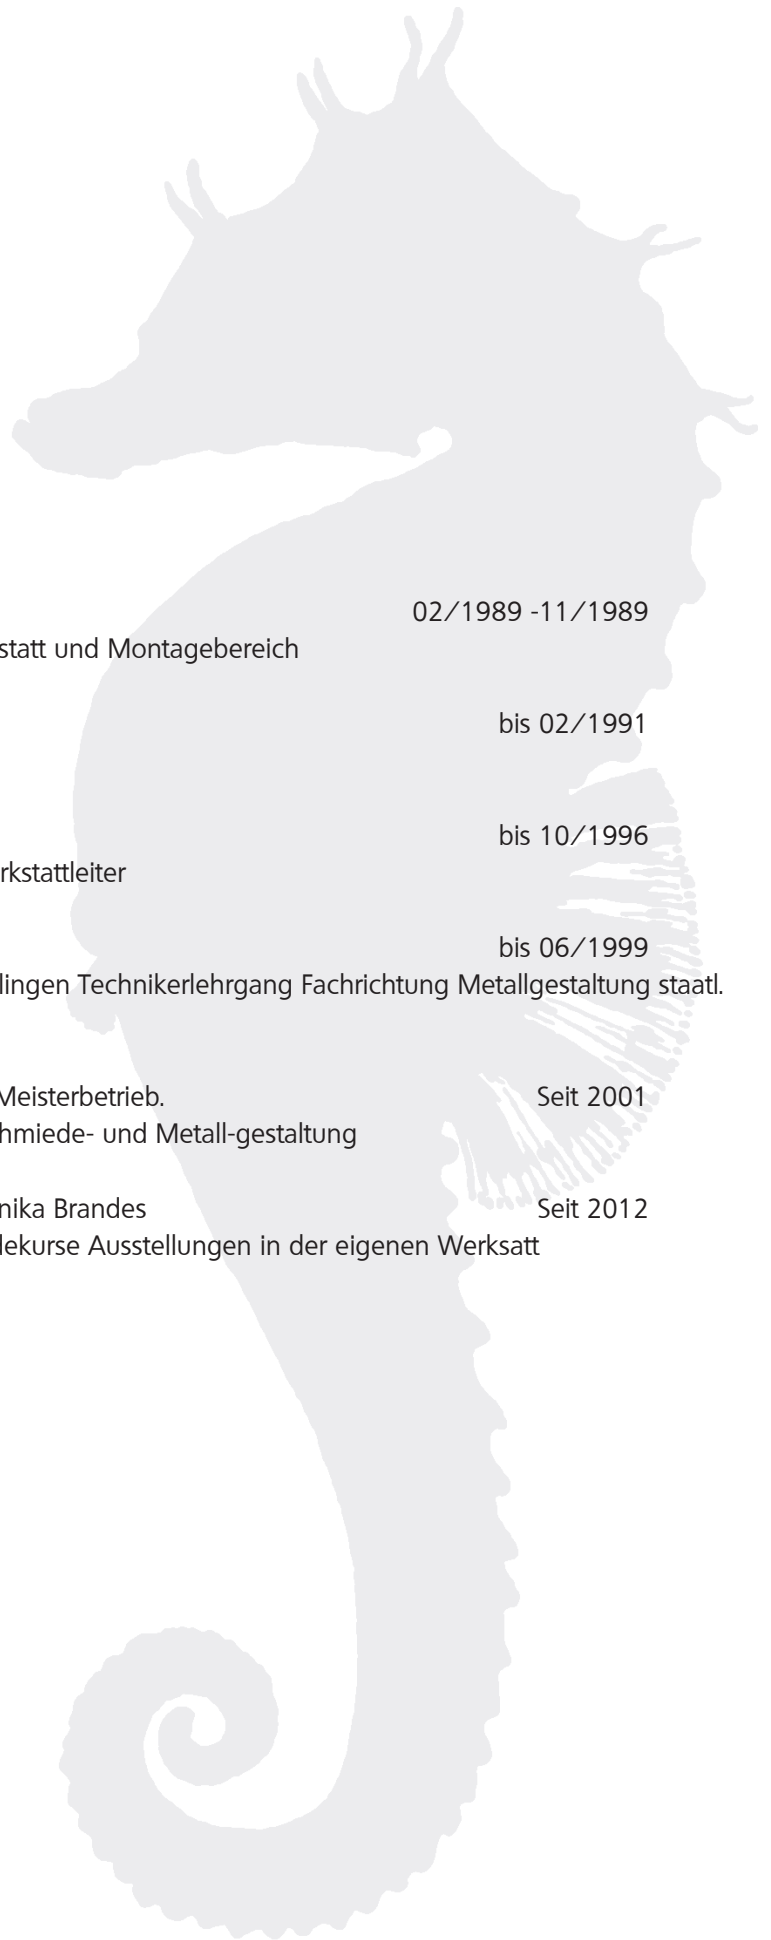 02/1989 -11/1989
statt und Montagebereich
bis 02/1991
bis 10/1996
rkstattleiter
bis 06/1999
lingen Technikerlehrgang Fachrichtung Metallgestaltung staatl.
Meisterbetrieb. Seit 2001
hmiede- und Metall-gestaltung
nika Brandes Seit 2012
lekurse Ausstellungen in der eigenen Werksatt